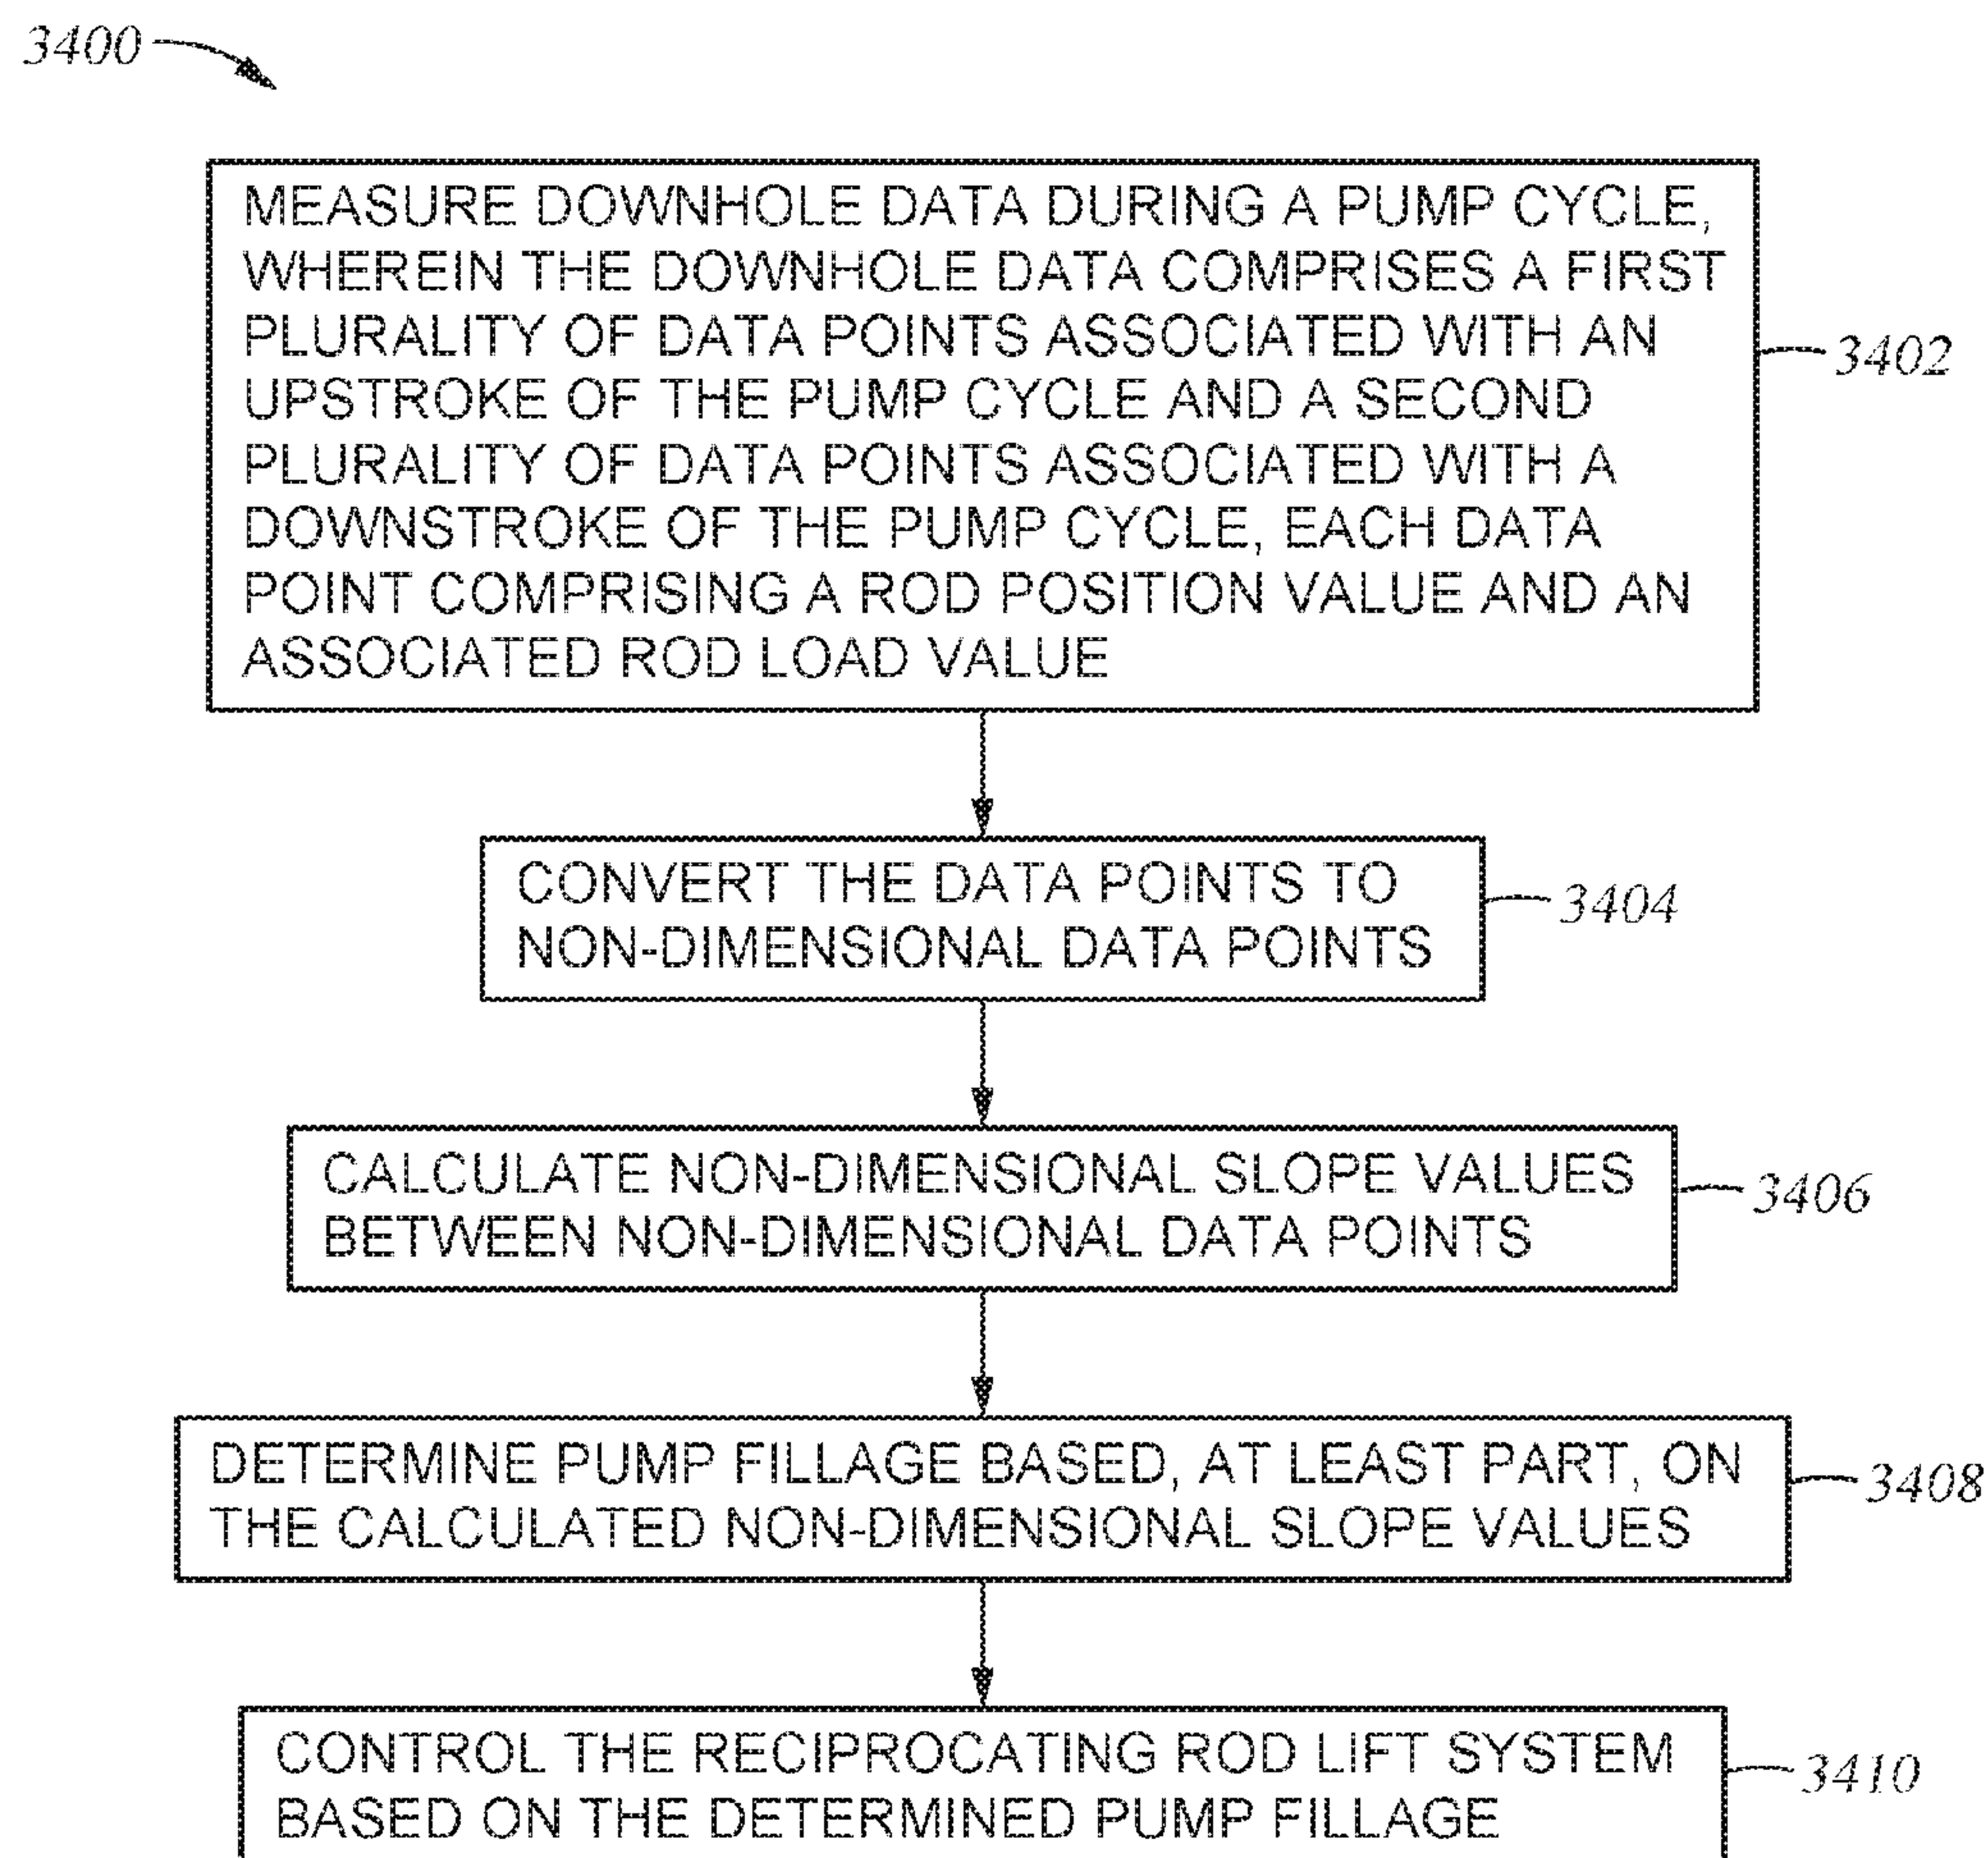 3400
MEASURE DOWNHOLE DATA DURING A PUMP CYCLE,
WHEREIN THE DOWNHOLE DATA COMPRISES A FIRST
PLURALITY OF DATA POINTS ASSOCIATED WITH AN
UPSTROKE OF THE PUMP CYCLE AND A SECOND
PLURALITY OF DATA POINTS ASSOCIATED WITH A
DOWNSTROKE OF THE PUMP CYCLE, EACH DATA
POINT COMPRISING A ROD POSITION VALUE AND AN
ASSOCIATED ROD LOAD VALUE
3402
CONVERT THE DATA POINTS TO
NON-DIMENSIONAL DATA POINTS
3404
CALCULATE NON-DIMENSIONAL SLOPE VALUES
BETWEEN NON-DIMENSIONAL DATA POINTS
3406
DETERMINE PUMP FILLAGE BASED, AT LEAST PART, ON
THE CALCULATED NON-DIMENSIONAL SLOPE VALUES
3408
CONTROL THE RECIPROCATING ROD LIFT SYSTEM
BASED ON THE DETERMINED PUMP FILLAGE
3410